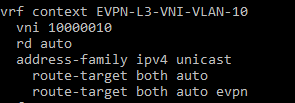 vrf context EVPN-L3-VNI-VLAN-10
  vni 10000010
  rd auto
  address-family ipv4 unicast
    route-target both auto
    route-target both auto evpn